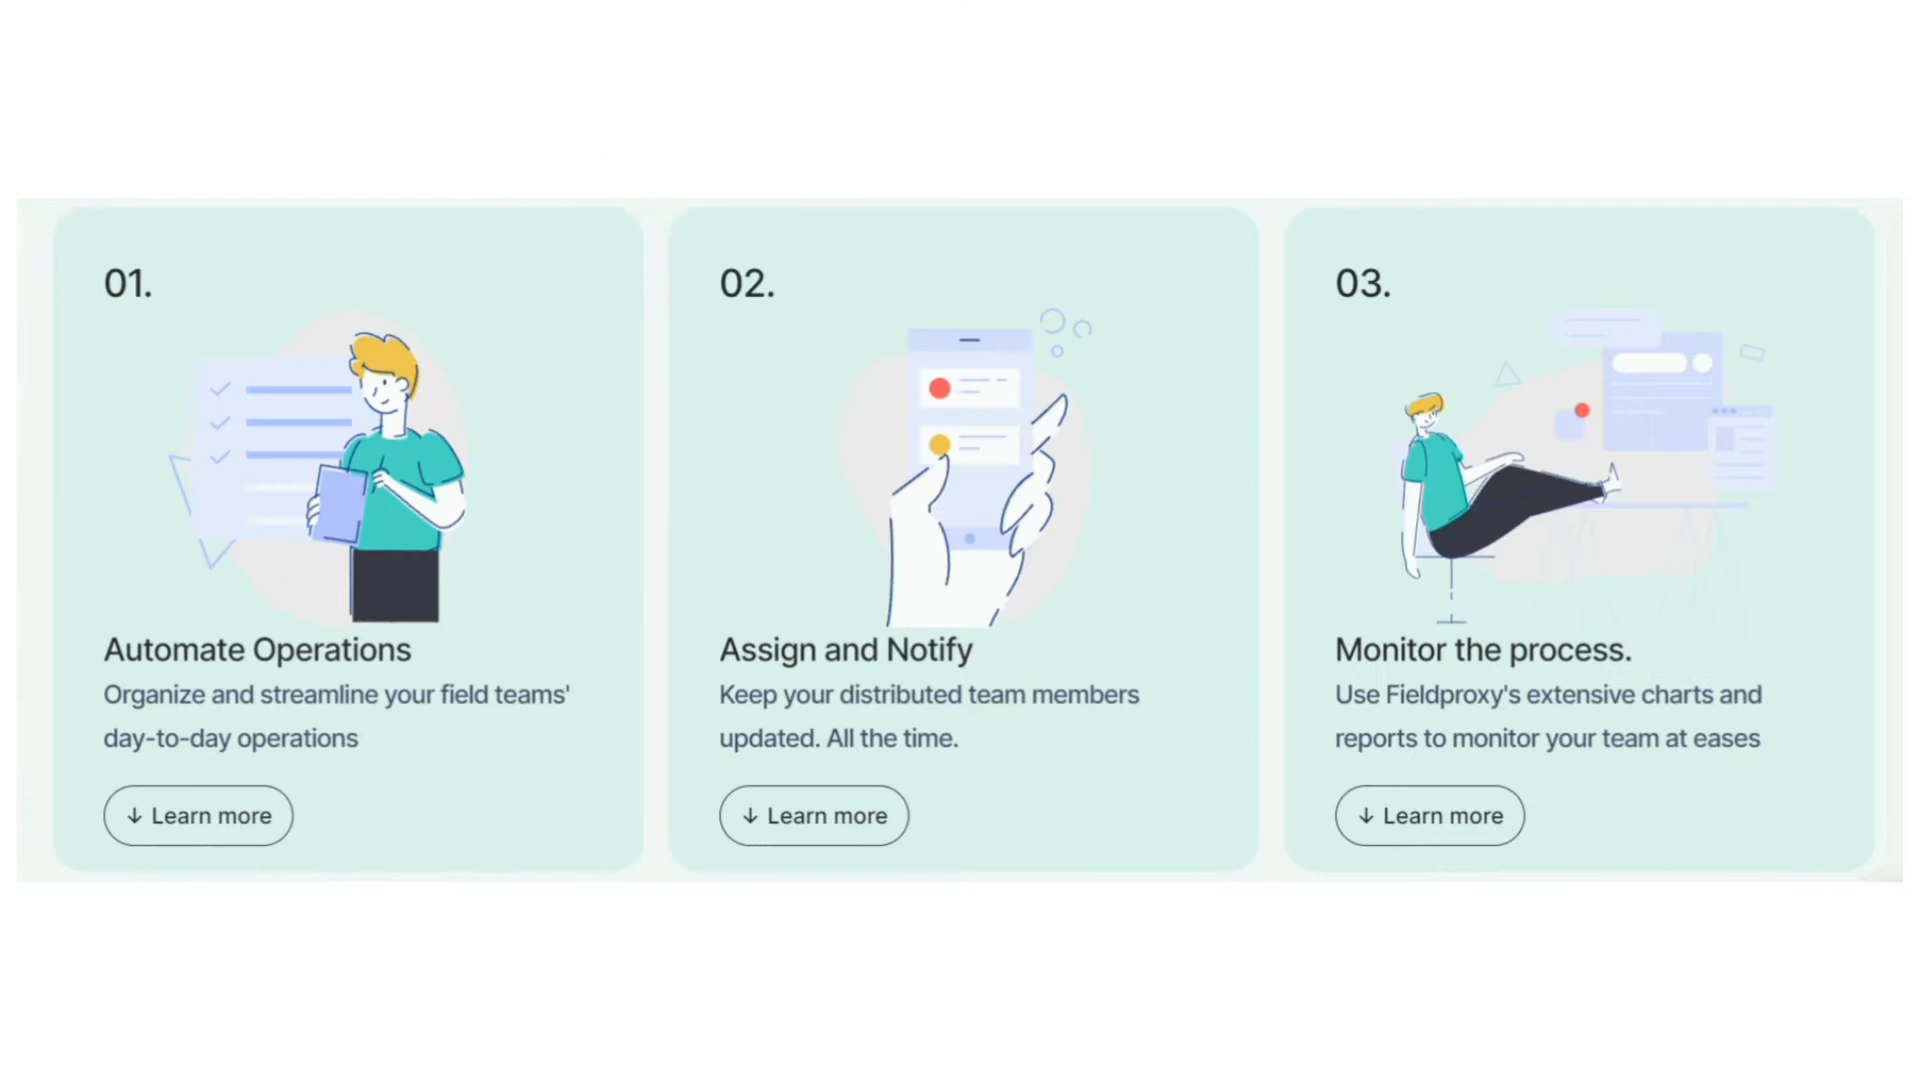 01.
Automate Operations
Organize and streamline your field teams'
day-to-day operations
↓ Learn more
02.
Assign and Notify
Keep your distributed team members
updated. All the time.
↓ Learn more
03.
Monitor the process.
Use Fieldproxy's extensive charts and
reports to monitor your team at eases
↓ Learn more